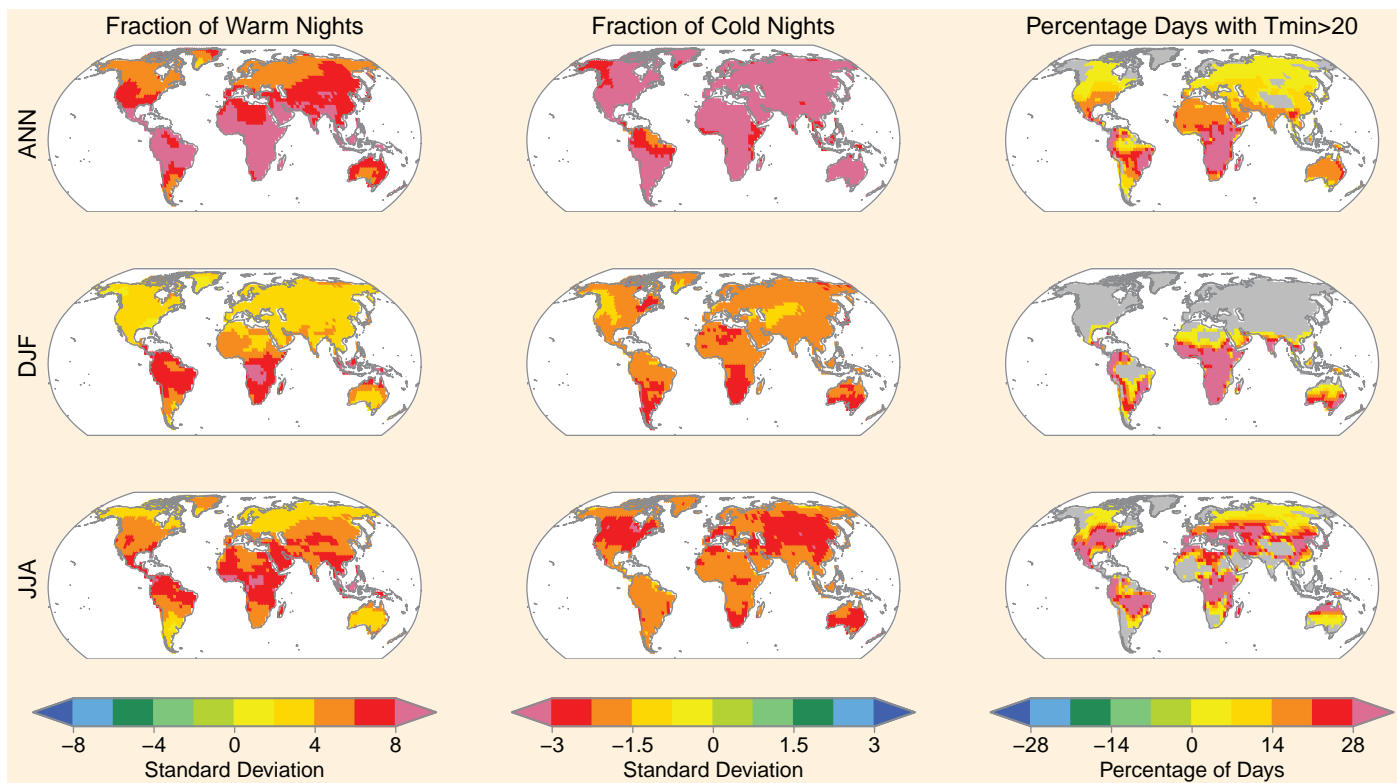 Fraction of Warm Nights
Fraction of Cold Nights
Percentage Days with Tmin>20
ANN
DJF
JJA
−8 −4 0 4 8
Standard Deviation
−3 −1.5 0 1.5 3
Standard Deviation
−28 −14 0 14 28
Percentage of Days